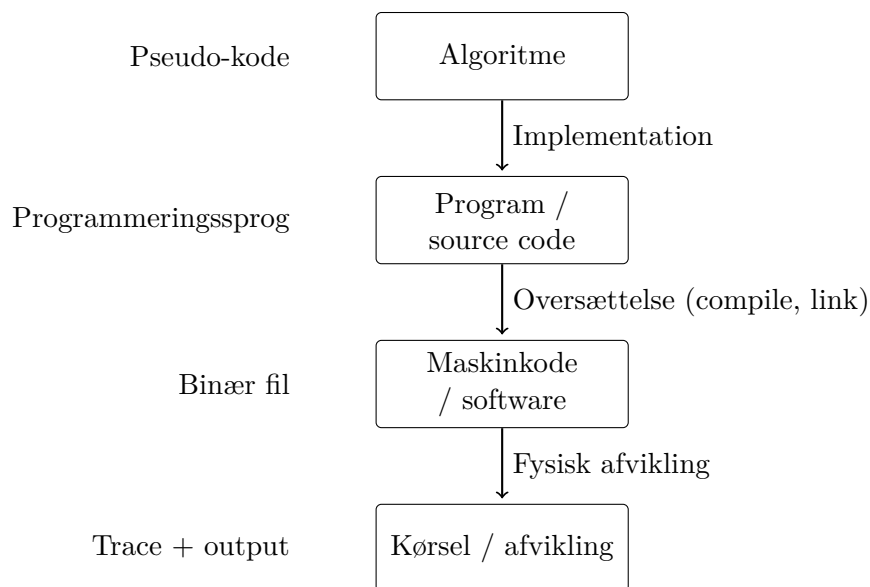 Pseudo-kode
Algoritme
Implementation
Programmeringssprog
Program /
source code
Oversættelse (compile, link)
Binær fil
Maskinkode
/ software
Fysisk afvikling
Trace + output
Kørsel / afvikling